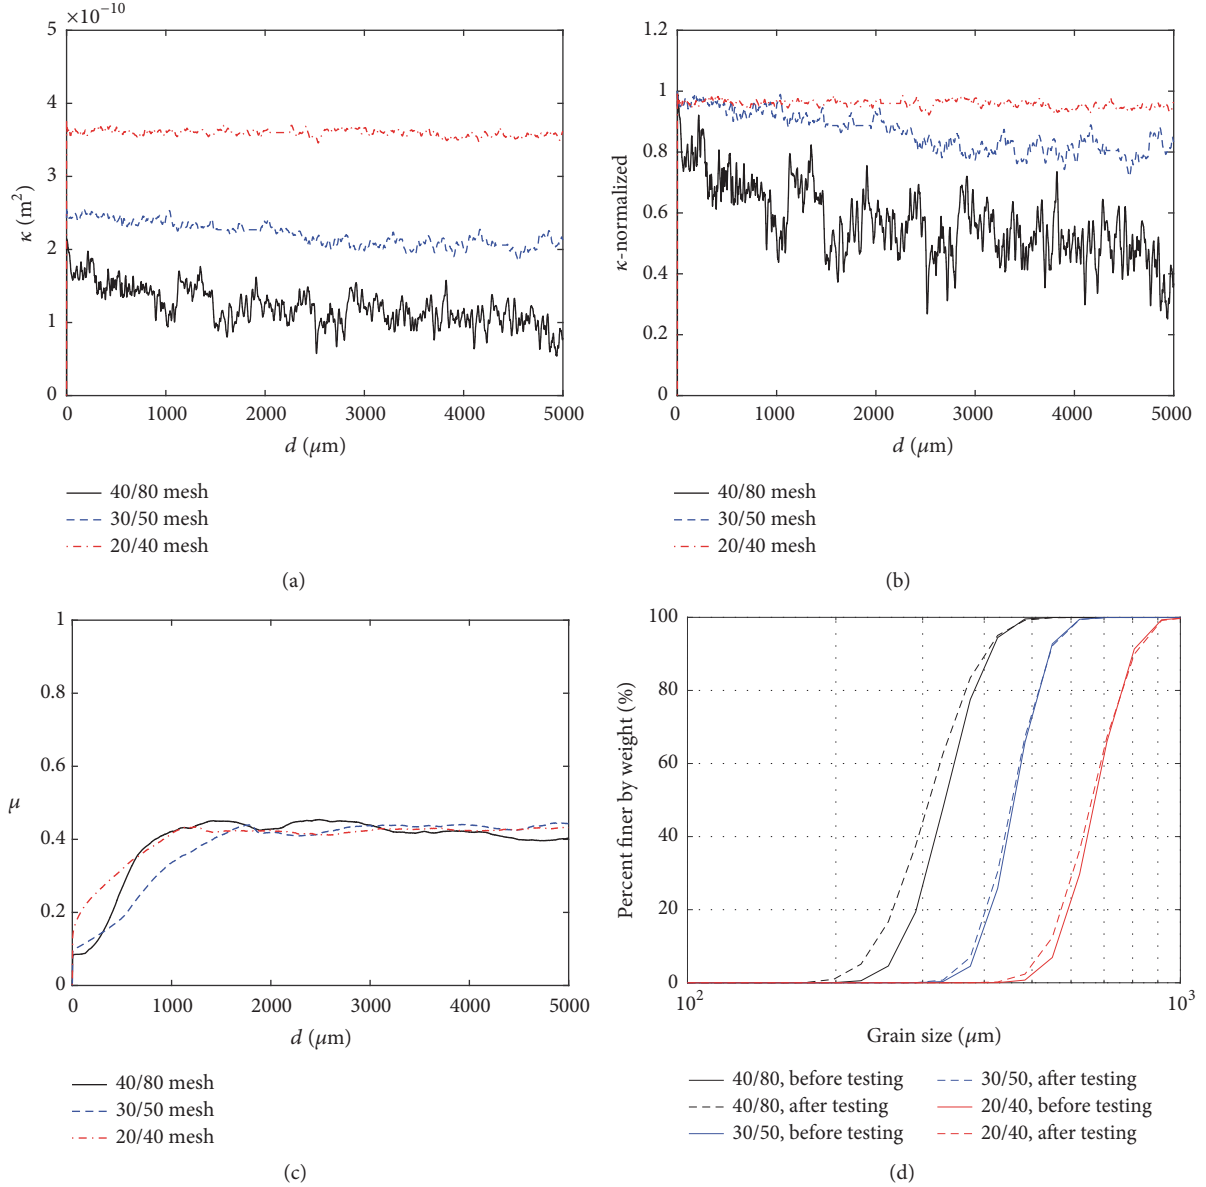 ×10−10
5
4
3
2
1
0
κ (m2)
0 1000 2000 3000 4000 5000
d (μm)
40/80 mesh
30/50 mesh
20/40 mesh
(a)
1.2
1
0.8
0.6
0.4
0.2
0
κ-normalized
0 1000 2000 3000 4000 5000
d (μm)
40/80 mesh
30/50 mesh
20/40 mesh
(b)
1
0.8
0.6
0.4
0.2
0
μ
0 1000 2000 3000 4000 5000
d (μm)
40/80 mesh
30/50 mesh
20/40 mesh
(c)
100
80
60
40
20
0
Percent finer by weight (%)
102 103
Grain size (μm)
40/80, before testing
40/80, after testing
30/50, before testing
30/50, after testing
20/40, before testing
20/40, after testing
(d)